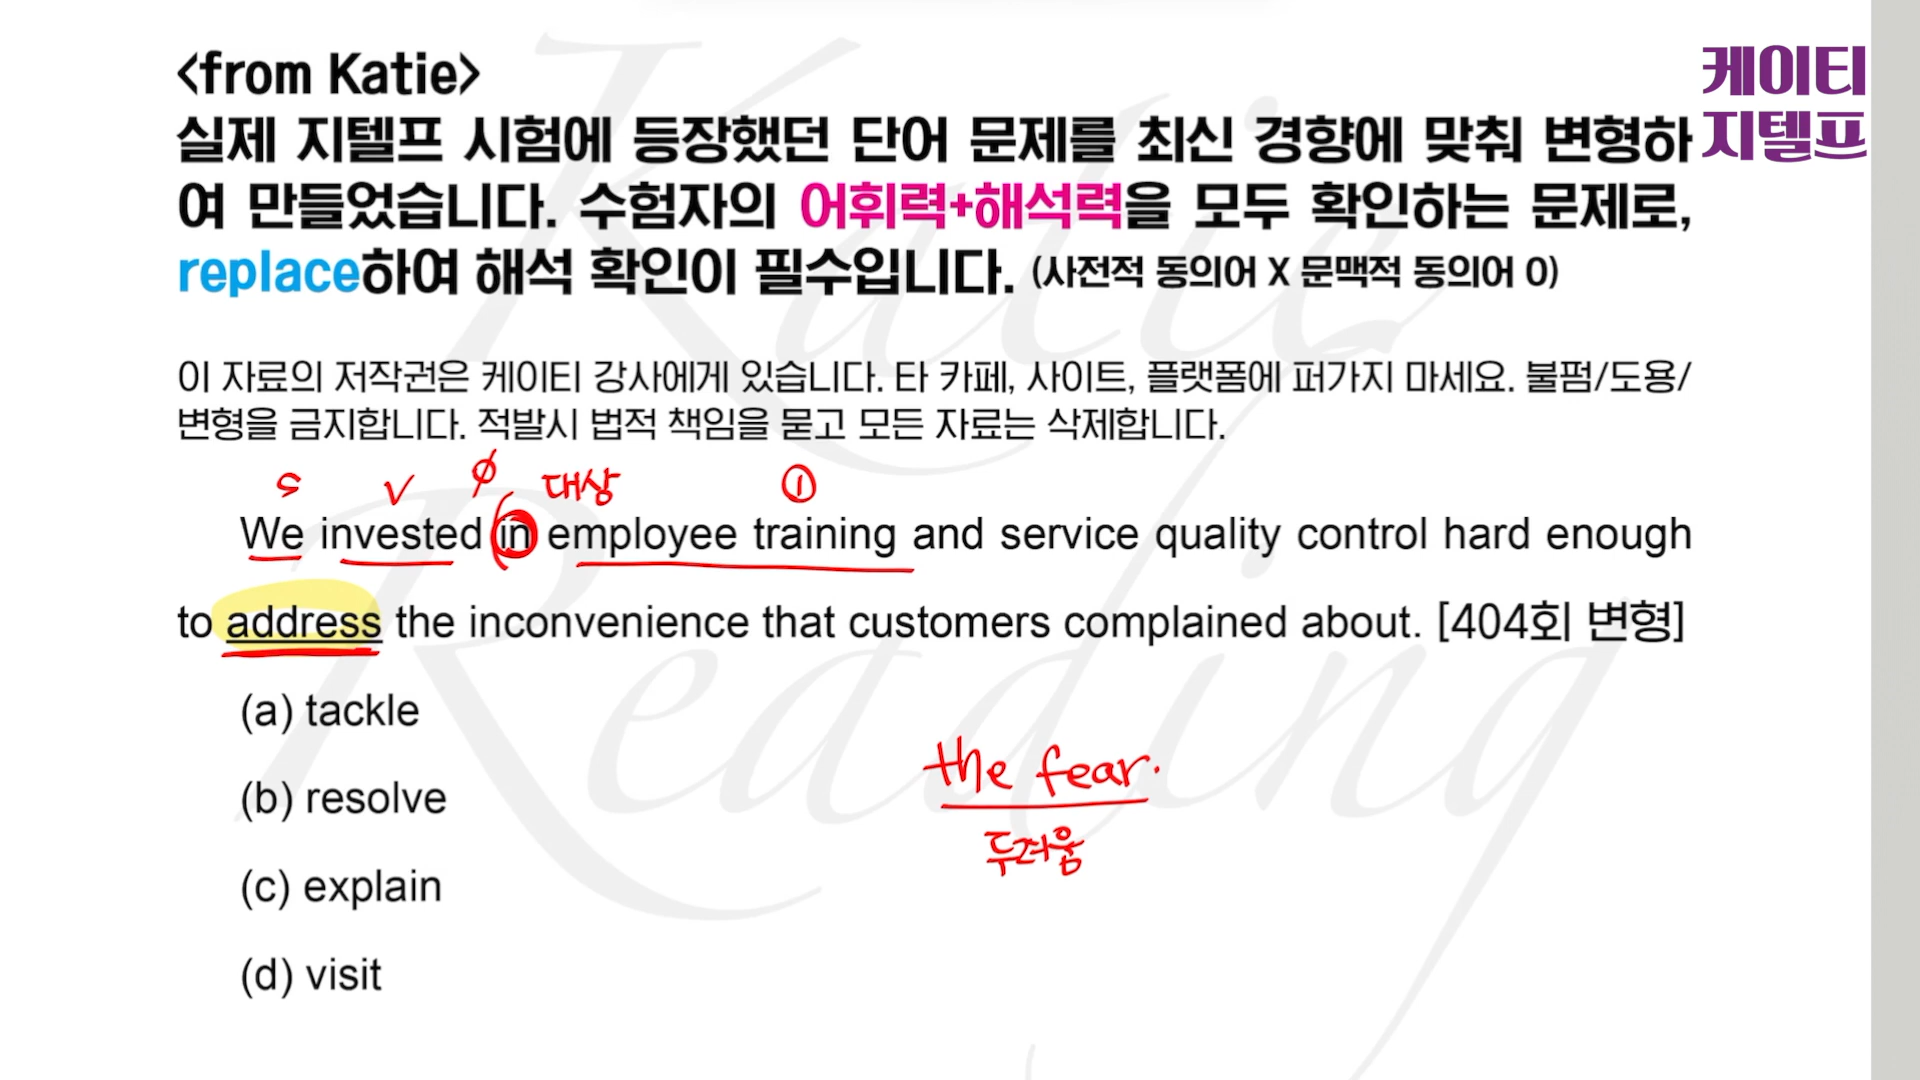 <from Katie>
케이티
지텔프
실제 지텔프 시험에 등장했던 단어 문제를 최신 경향에 맞춰 변형하
여 만들었습니다. 수험자의 어휘력+해석력을 모두 확인하는 문제로,
replace하여 해석 확인이 필수입니다. (사전적 동의어 X 문맥적 동의어 O)
이 자료의 저작권은 케이티 강사에게 있습니다. 타 카페, 사이트, 플랫폼에 퍼가지 마세요. 불펌/도용/
변형을 금지합니다. 적발시 법적 책임을 묻고 모든 자료는 삭제합니다.
S V 대상 ①
We invested in employee training and service quality control hard enough
to address the inconvenience that customers complained about. [404회 변형]
(a) tackle
(b) resolve
(c) explain
(d) visit
the fear.
두려움
Katie
Reading